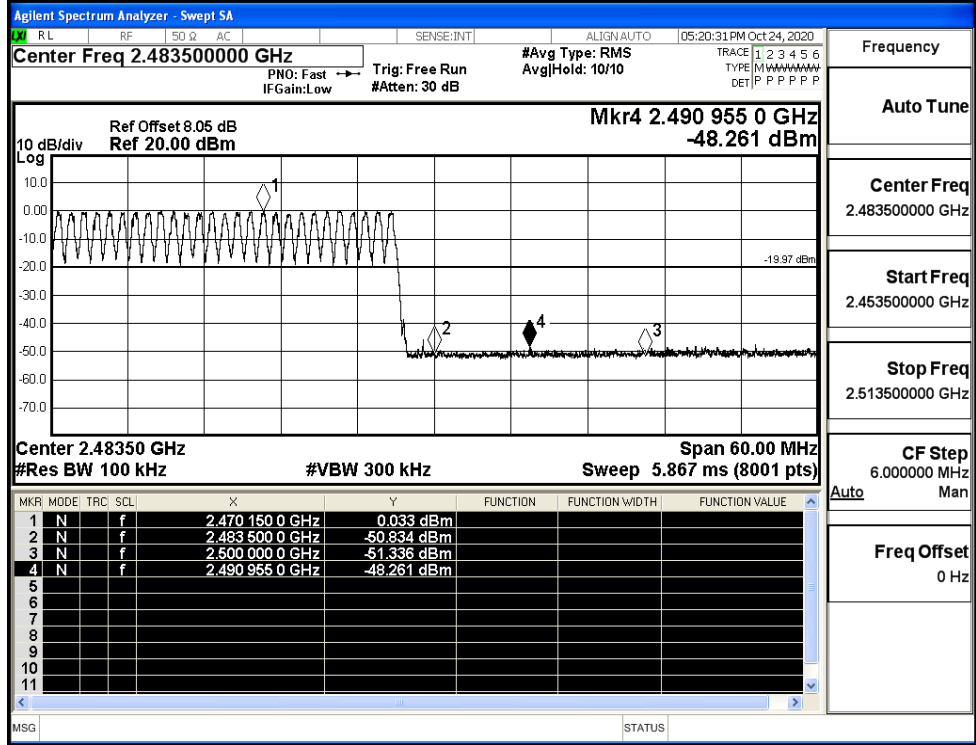 Agilent Spectrum Analyzer - Swept SA
LXI RL RF 50 Ω AC SENSE:INT ALIGN AUTO 05:20:31 PM Oct 24, 2020
Center Freq 2.483500000 GHz
PNO: Fast
IFGain:Low
Trig: Free Run
#Atten: 30 dB
#Avg Type: RMS
Avg|Hold: 10/10
TRACE 1 2 3 4 5 6
TYPE M WWWWW
DET P P P P P P
Mkr4 2.490 955 0 GHz
-48.261 dBm
10 dB/div
Log
Ref Offset 8.05 dB
Ref 20.00 dBm
10.0
0.00
-10.0
-20.0
-30.0
-40.0
-50.0
-60.0
-70.0
1
2
4
3
-19.97 dBm
Center 2.48350 GHz Span 60.00 MHz
#Res BW 100 kHz #VBW 300 kHz Sweep 5.867 ms (8001 pts)
MKR MODE TRC SCL X Y FUNCTION FUNCTION WIDTH FUNCTION VALUE
1 N f 2.470 150 0 GHz 0.033 dBm
2 N f 2.483 500 0 GHz -50.834 dBm
3 N f 2.500 000 0 GHz -51.336 dBm
4 N f 2.490 955 0 GHz -48.261 dBm
5
6
7
8
9
10
11
MSG STATUS
Frequency
Auto Tune
Center Freq
2.483500000 GHz
Start Freq
2.453500000 GHz
Stop Freq
2.513500000 GHz
CF Step
6.000000 MHz
Auto Man
Freq Offset
0 Hz